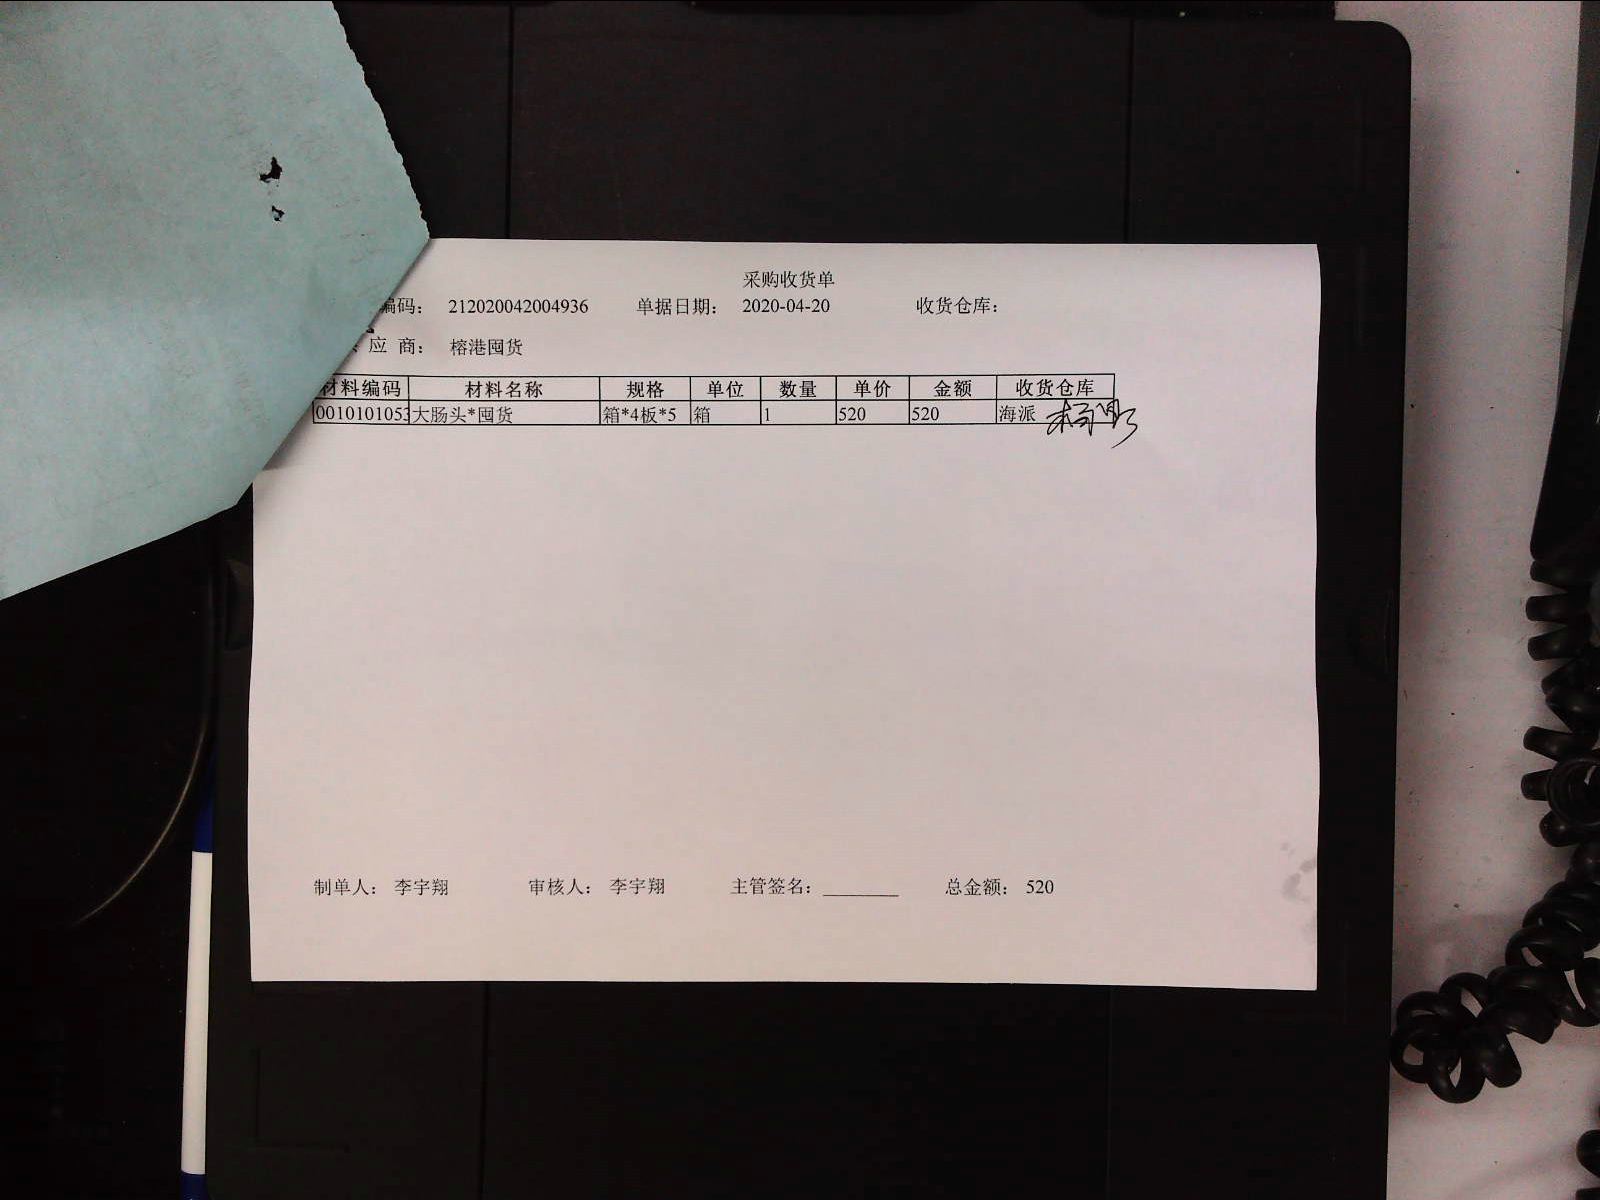 采购收货单
编码： 212020042004936 单据日期： 2020-04-20 收货仓库：
应 商： 榕港囤货
材料编码 材料名称 规格 单位 数量 单价 金额 收货仓库
0010101053 大肠头*囤货 箱*4板*5 箱 1 520 520 海派
制单人： 李宇翔 审核人： 李宇翔 主管签名： 总金额： 520